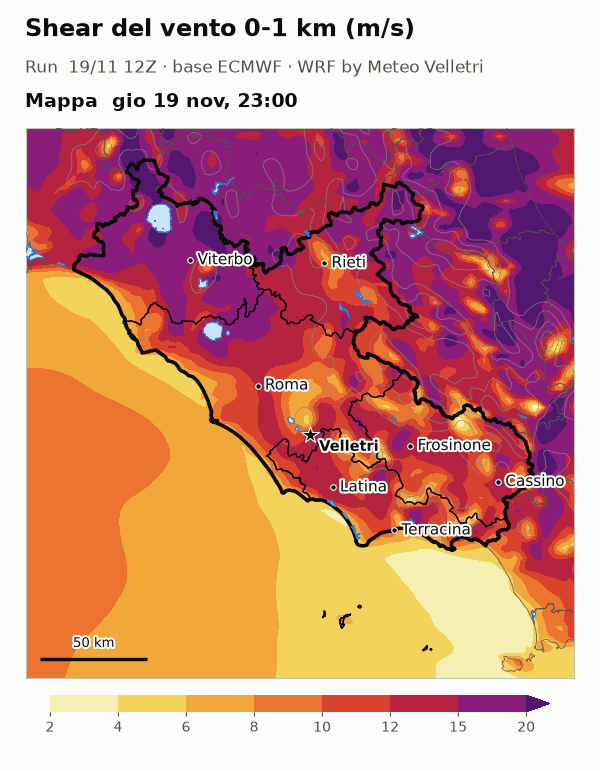 Shear del vento 0-1 km (m/s)
Run  19/11 12Z · base ECMWF · WRF by Meteo Velletri
Mappa  gio 19 nov, 23:00
Viterbo
Rieti
Roma
Velletri
Frosinone
Latina
Cassino
Terracina
50 km
2 4 6 8 10 12 15 20